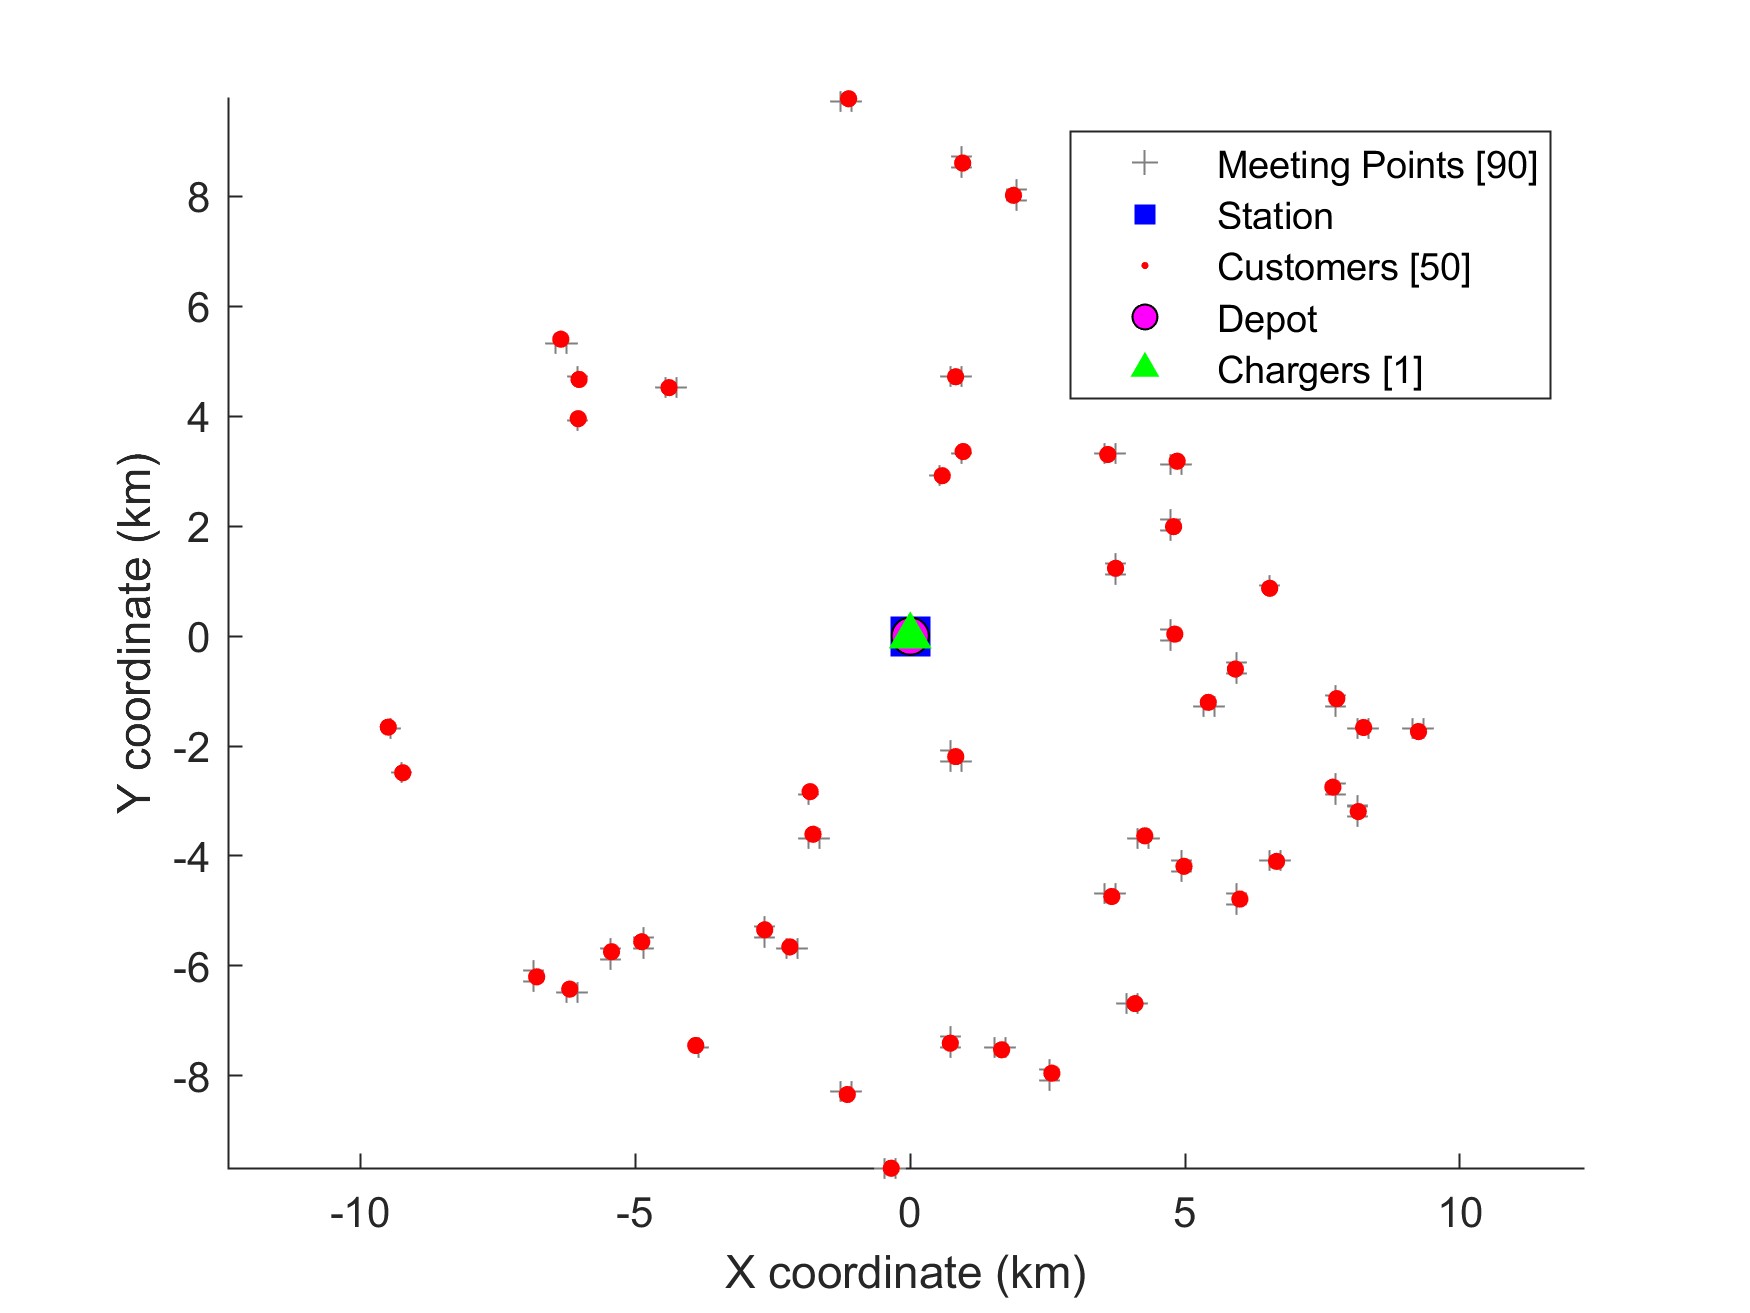 Meeting Points [90]
Station
Customers [50]
Depot
Chargers [1]
8
6
4
2
0
-2
-4
-6
-8
Y coordinate (km)
-10 -5 0 5 10
X coordinate (km)